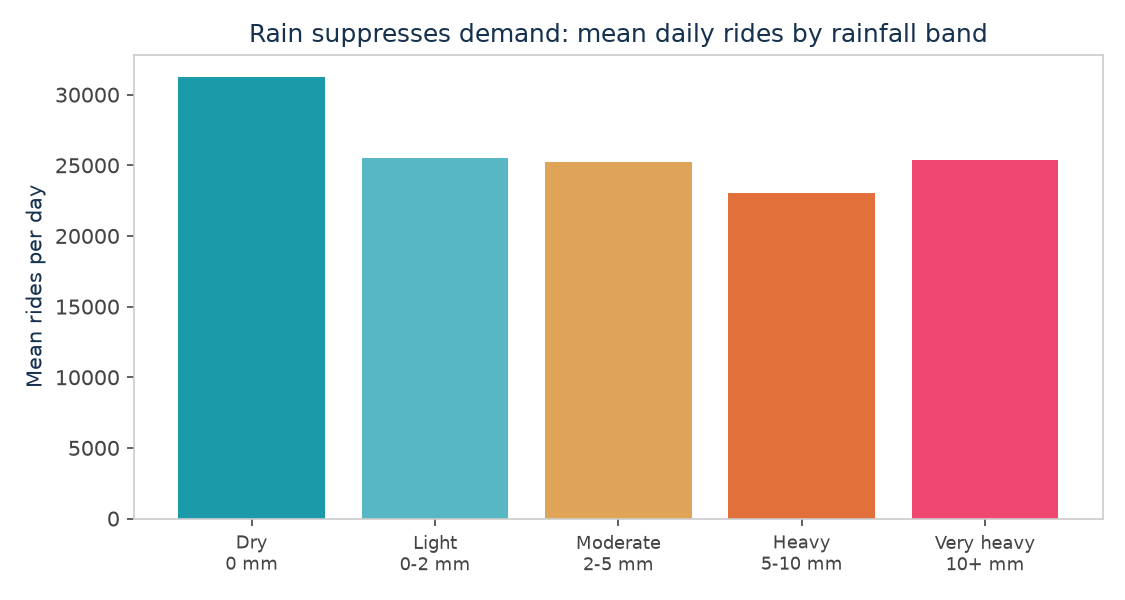 Rain suppresses demand: mean daily rides by rainfall band
Mean rides per day
30000
25000
20000
15000
10000
5000
0
Dry
0 mm
Light
0-2 mm
Moderate
2-5 mm
Heavy
5-10 mm
Very heavy
10+ mm